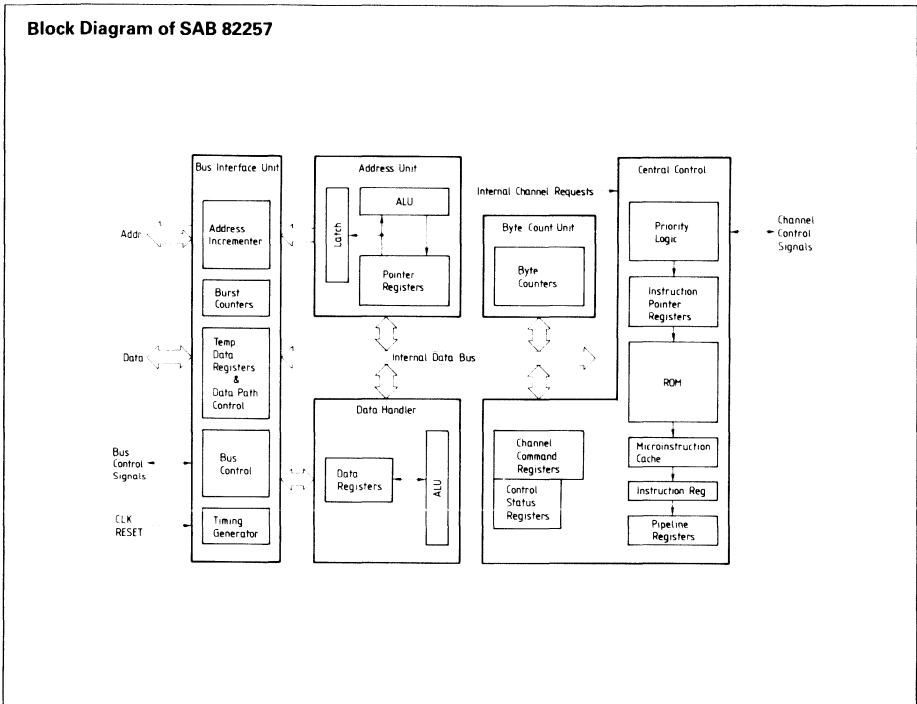 Block Diagram of SAB 82257
Bus Interface Unit
Address
Incrementer
Burst
Counters
Temp
Data
Registers
&
Data Path
Control
Bus
Control
Timing
Generator
Addr
Data
Bus
Control
Signals
CLK
RESET
Address Unit
Latch
ALU
Pointer
Registers
Internal Data Bus
Data Handler
Data
Registers
ALU
Internal Channel Requests
Byte Count Unit
Byte
Counters
Central Control
Priority
Logic
Instruction
Pointer
Registers
ROM
Microinstruction
Cache
Instruction Reg
Pipeline
Registers
Channel
Command
Registers
Control
Status
Registers
Channel
Control
Signals